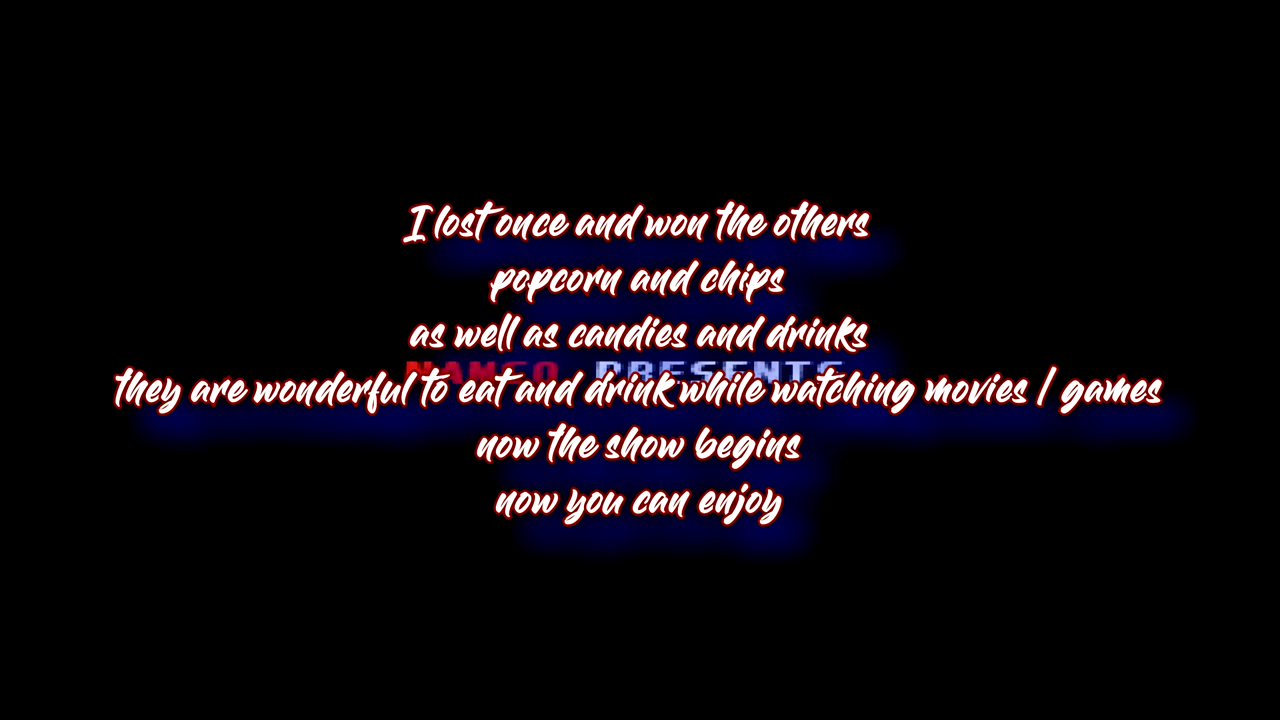 I lost once and won the others
popcorn and chips
as well as candies and drinks
NAMCO PRESENTS
they are wonderful to eat and drink while watching movies / games
now the show begins
now you can enjoy